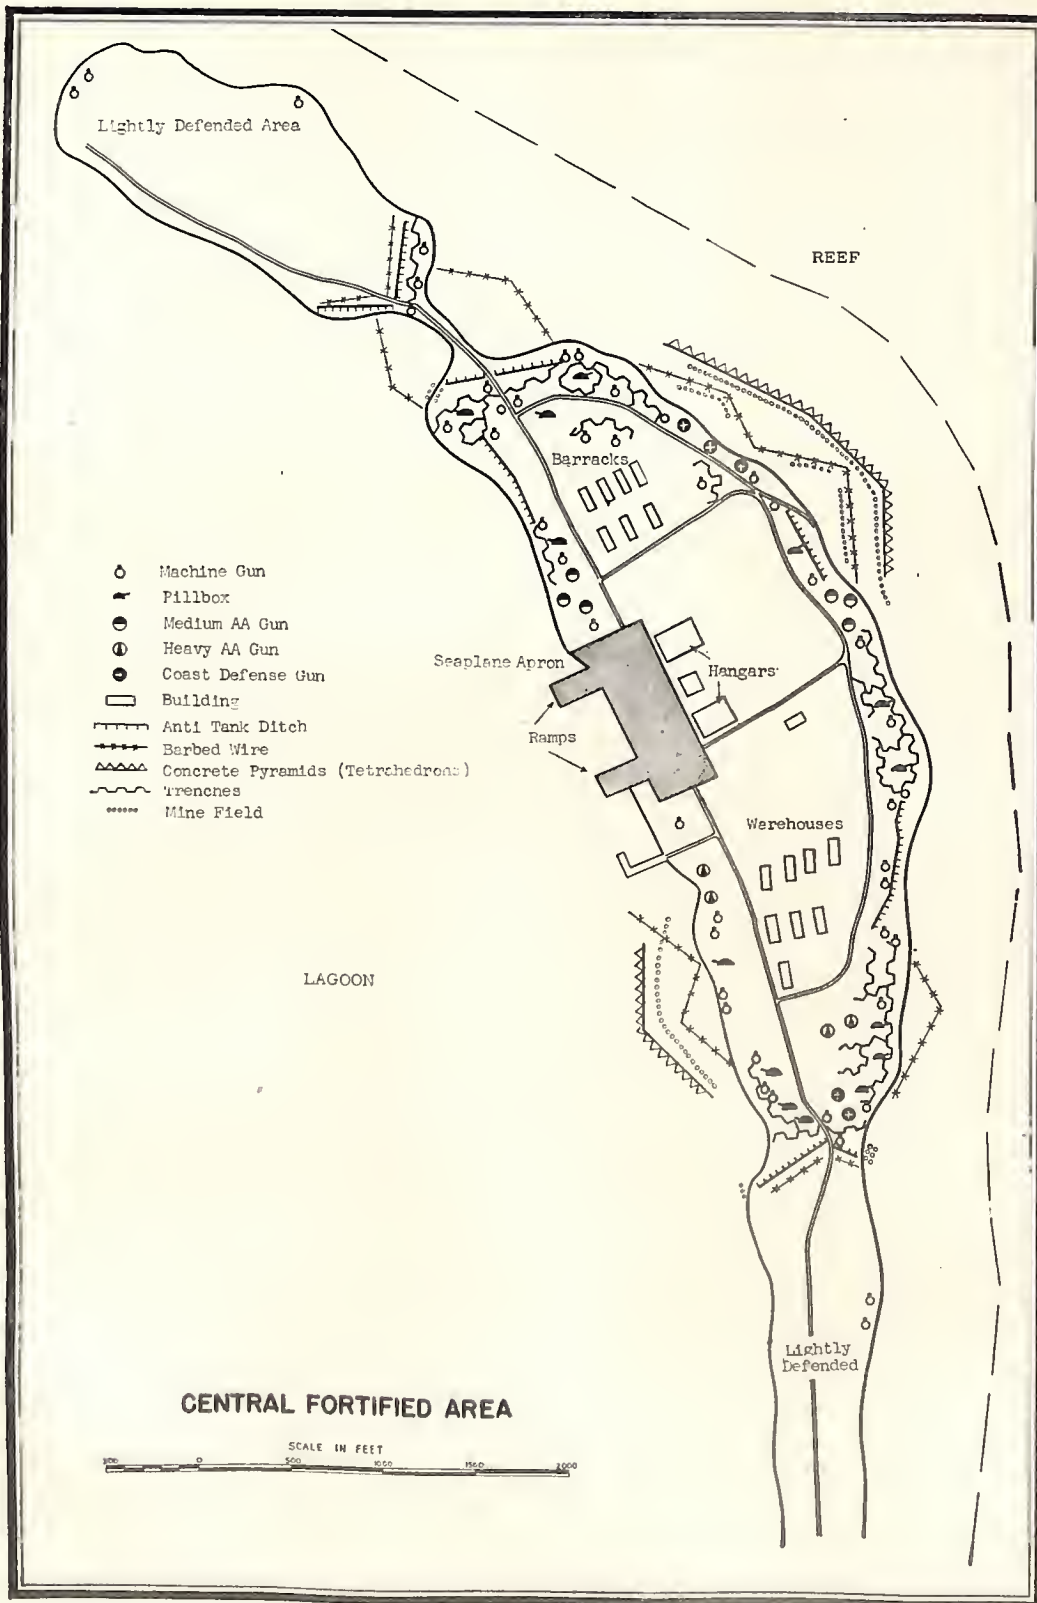 Lightly Defended Area
REEF
Barracks
Machine Gun
Pillbox
Medium AA Gun
Heavy AA Gun
Coast Defense Gun
Building
Anti Tank Ditch
Barbed Wire
Concrete Pyramids (Tetrahedrons)
Trenches
Mine Field
Seaplane Apron
Hangars
Ramps
Warehouses
LAGOON
Lightly
Defended
CENTRAL FORTIFIED AREA
SCALE IN FEET
500 0 500 1000 1500 2000